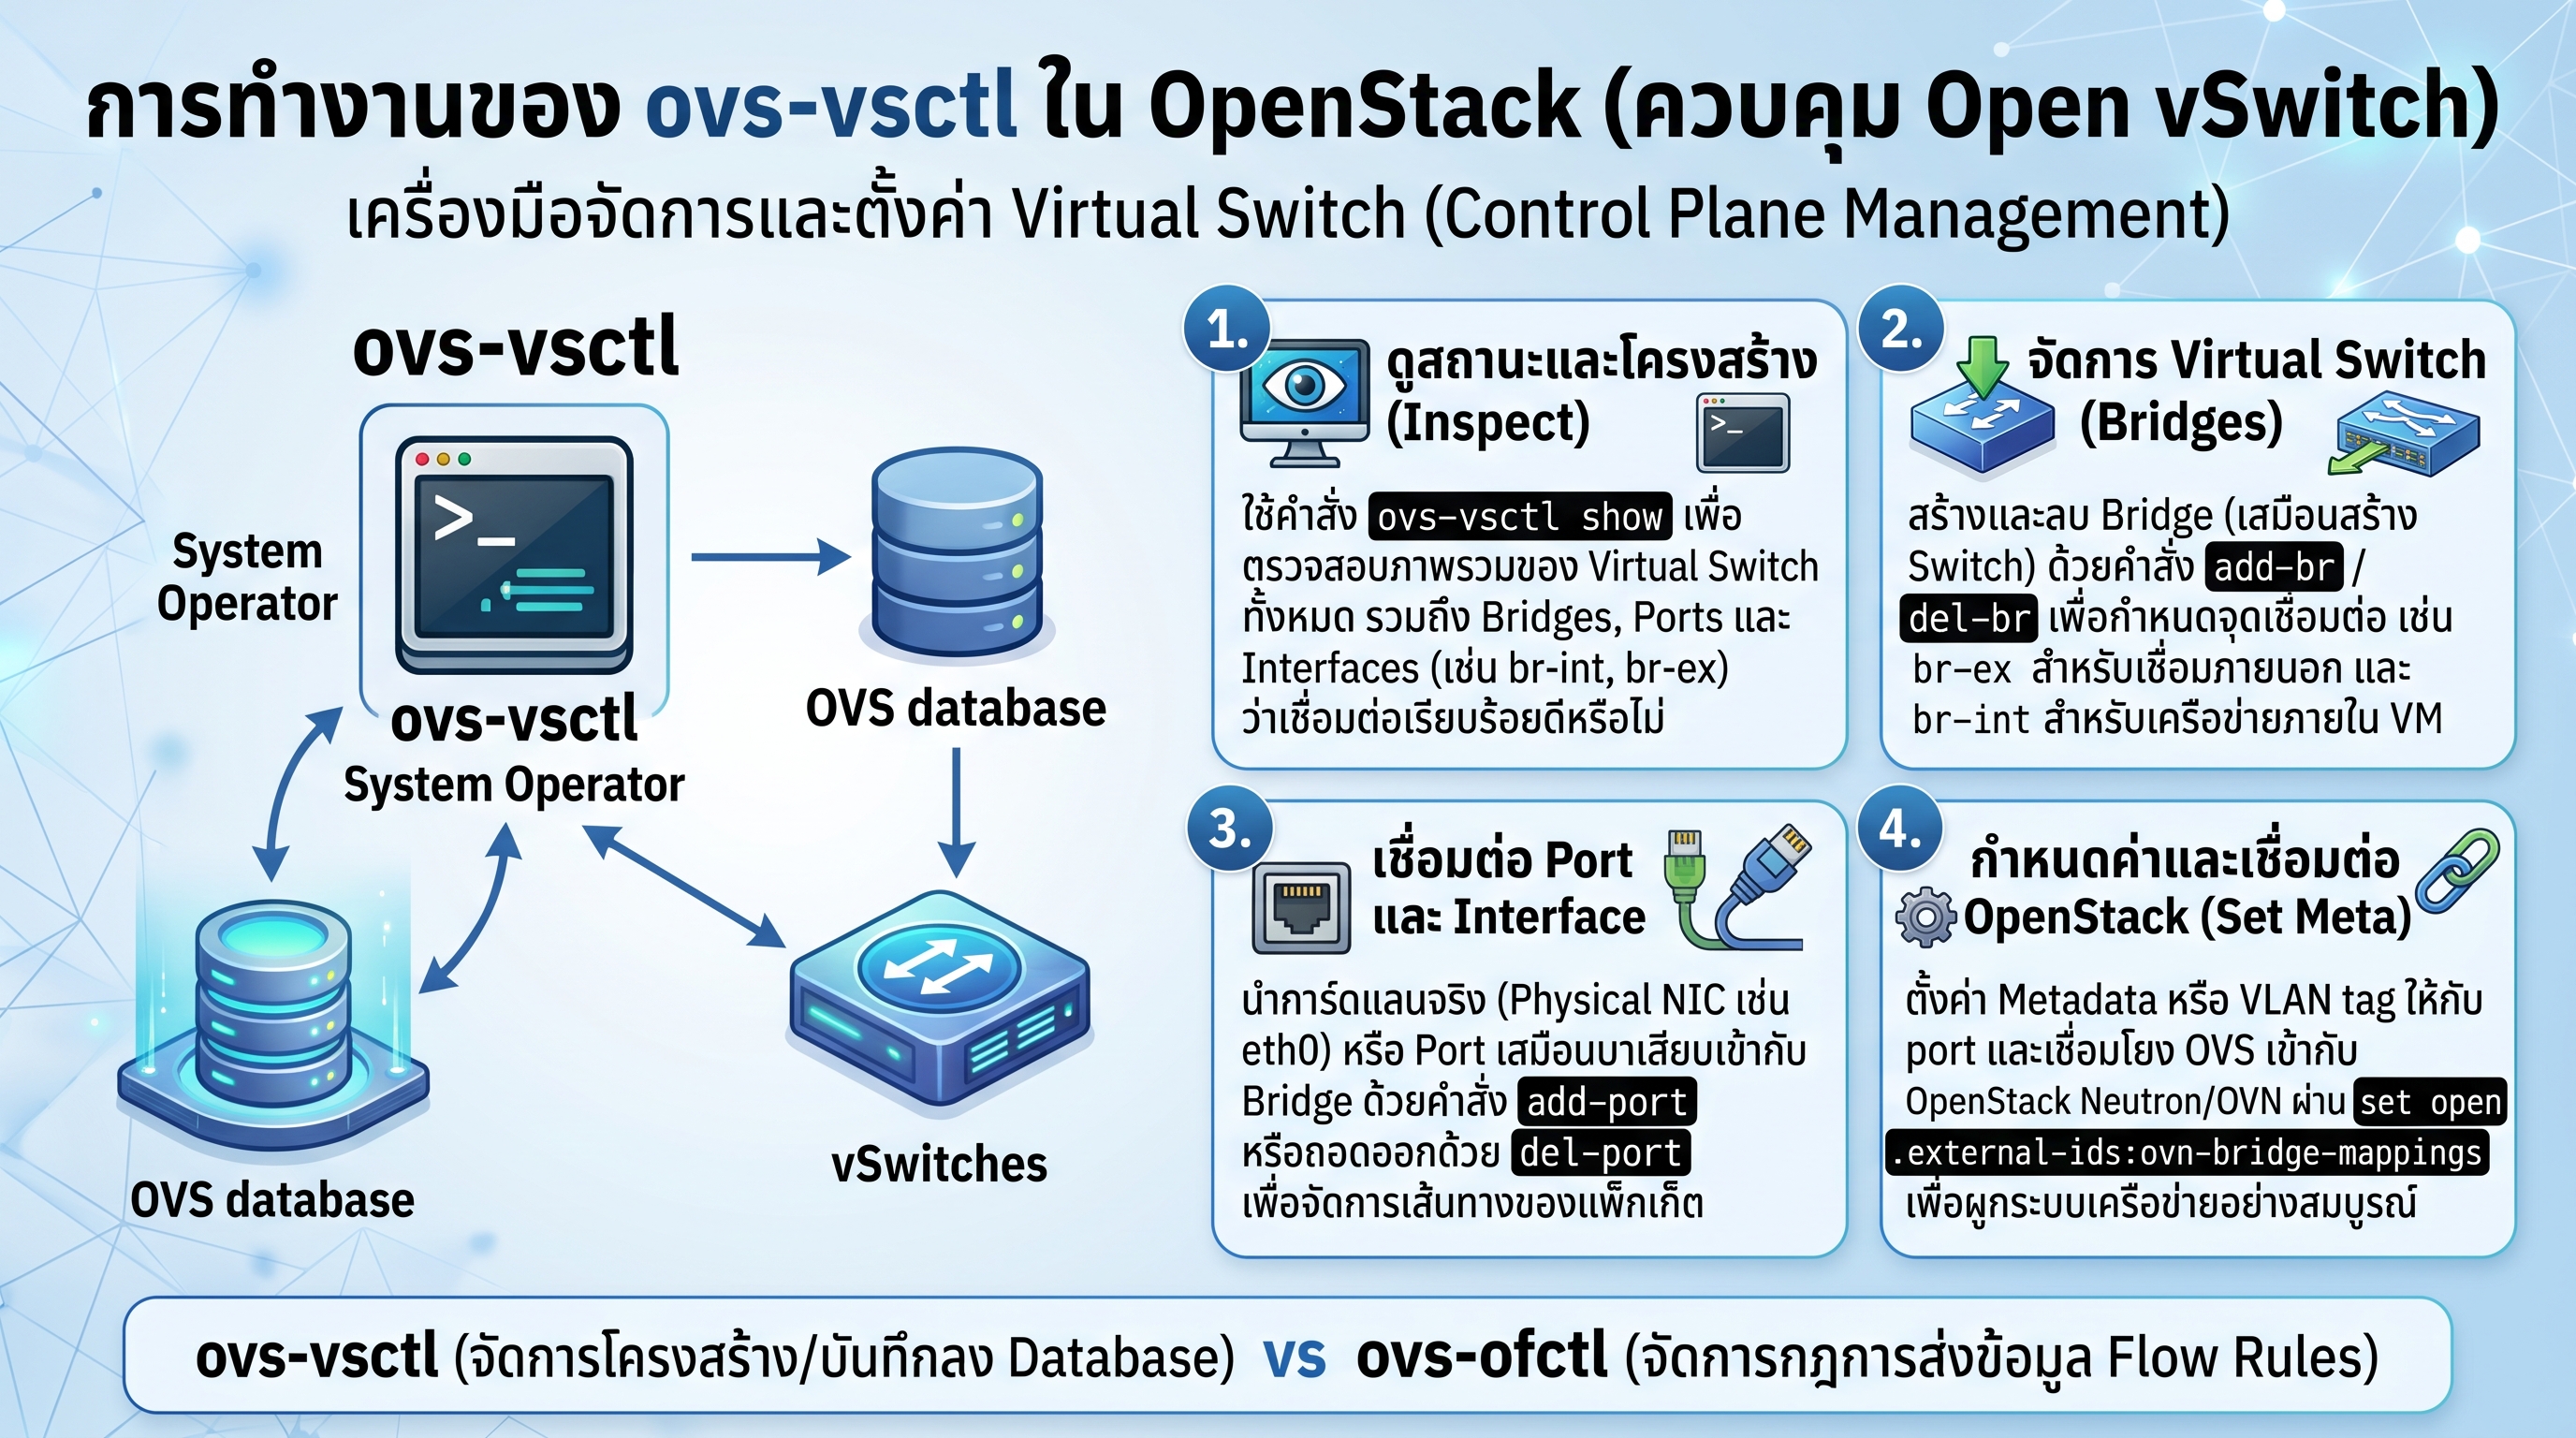 การทำงานของ ovs-vsctl ใน OpenStack (ควบคุม Open vSwitch)
เครื่องมือจัดการและตั้งค่า Virtual Switch (Control Plane Management)
ovs-vsctl
>_
System
Operator
ovs-vsctl
System Operator
OVS database
OVS database
vSwitches
1.
ดูสถานะและโครงสร้าง
(Inspect)
>_
ใช้คำสั่ง ovs-vsctl show เพื่อ
ตรวจสอบภาพรวมของ Virtual Switch
ทั้งหมด รวมถึง Bridges, Ports และ
Interfaces (เช่น br-int, br-ex)
ว่าเชื่อมต่อเรียบร้อยดีหรือไม่
2.
จัดการ Virtual Switch
(Bridges)
สร้างและลบ Bridge (เสมือนสร้าง
Switch) ด้วยคำสั่ง add-br /
del-br เพื่อกำหนดจุดเชื่อมต่อ เช่น
br-ex สำหรับเชื่อมภายนอก และ
br-int สำหรับเครือข่ายภายใน VM
3.
เชื่อมต่อ Port
และ Interface
นำการ์ดแลนจริง (Physical NIC เช่น
eth0) หรือ Port เสมือนบาเสียบเข้ากับ
Bridge ด้วยคำสั่ง add-port
หรือถอดออกด้วย del-port
เพื่อจัดการเส้นทางของแพ็กเก็ต
4.
กำหนดค่าและเชื่อมต่อ
OpenStack (Set Meta)
ตั้งค่า Metadata หรือ VLAN tag ให้กับ
port และเชื่อมโยง OVS เข้ากับ
OpenStack Neutron/OVN ผ่าน set open
.external-ids:ovn-bridge-mappings
เพื่อผูกระบบเครือข่ายอย่างสมบูรณ์
ovs-vsctl (จัดการโครงสร้าง/บันทึกลง Database) vs ovs-ofctl (จัดการกฎการส่งข้อมูล Flow Rules)